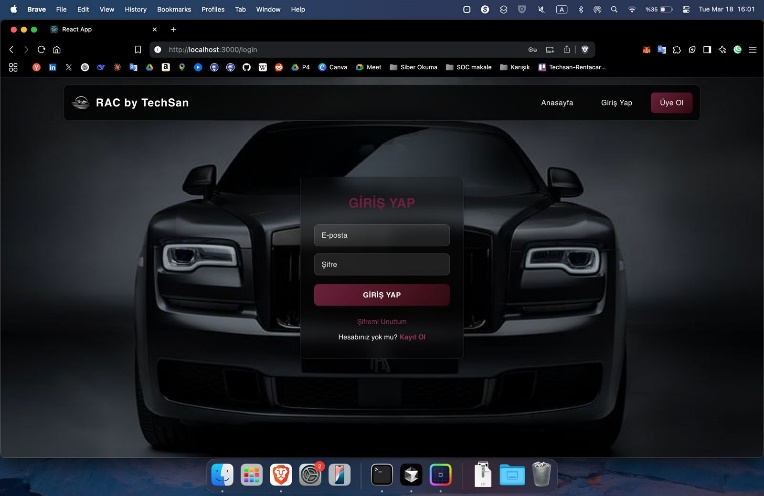 Brave File Edit View History Bookmarks Profiles Tab Window Help
A %35 Tue Mar 18 16:01
React App
http://localhost:3000/login
P4 Canva Meet Siber Okuma SOC makale Karışık Techsan-Rentacar...
RAC by TechSan Anasayfa Giriş Yap Üye Ol
GİRİŞ YAP
E-posta
Şifre
GİRİŞ YAP
Şifremi Unuttum
Hesabınız yok mu? Kayıt Ol